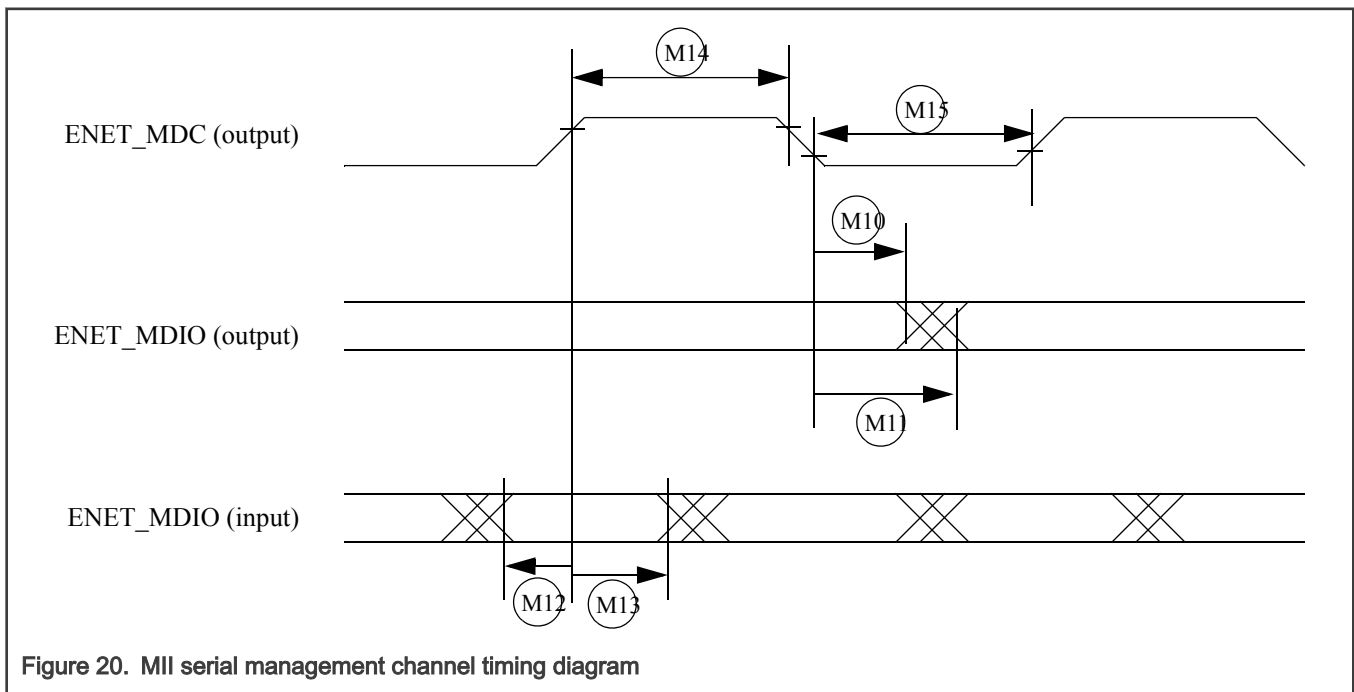 M14
M15
ENET_MDC (output)
M10
ENET_MDIO (output)
M11
ENET_MDIO (input)
M12
M13
Figure 20. MII serial management channel timing diagram